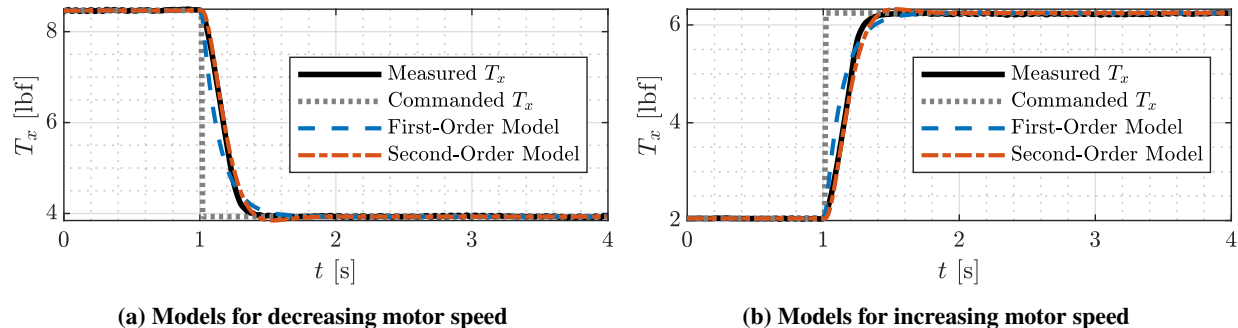 8
6
4
T_x [lbf]
Measured T_x
Commanded T_x
First-Order Model
Second-Order Model
0 1 2 3 4
t [s]
(a) Models for decreasing motor speed
6
4
2
T_x [lbf]
Measured T_x
Commanded T_x
First-Order Model
Second-Order Model
0 1 2 3 4
t [s]
(b) Models for increasing motor speed